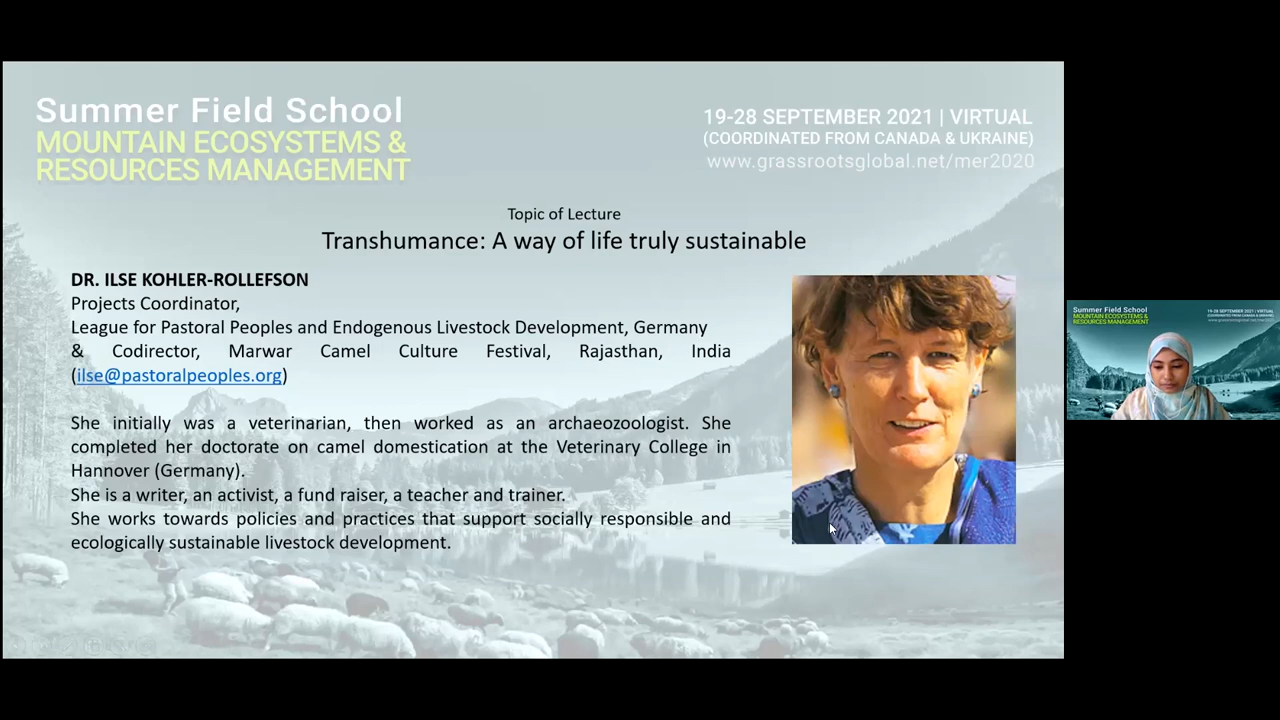 Summer Field School
MOUNTAIN ECOSYSTEMS &
RESOURCES MANAGEMENT
19-28 SEPTEMBER 2021 | VIRTUAL
(COORDINATED FROM CANADA & UKRAINE)
www.grassrootsglobal.net/mer2020
Topic of Lecture
Transhumance: A way of life truly sustainable
DR. ILSE KOHLER-ROLLEFSON
Projects Coordinator,
League for Pastoral Peoples and Endogenous Livestock Development, Germany
& Codirector, Marwar Camel Culture Festival, Rajasthan, India
(ilse@pastoralpeoples.org)
She initially was a veterinarian, then worked as an archaeozoologist. She
completed her doctorate on camel domestication at the Veterinary College in
Hannover (Germany).
She is a writer, an activist, a fund raiser, a teacher and trainer.
She works towards policies and practices that support socially responsible and
ecologically sustainable livestock development.
Summer Field School
MOUNTAIN ECOSYSTEMS &
RESOURCES MANAGEMENT
19-28 SEPTEMBER 2021 | VIRTUAL